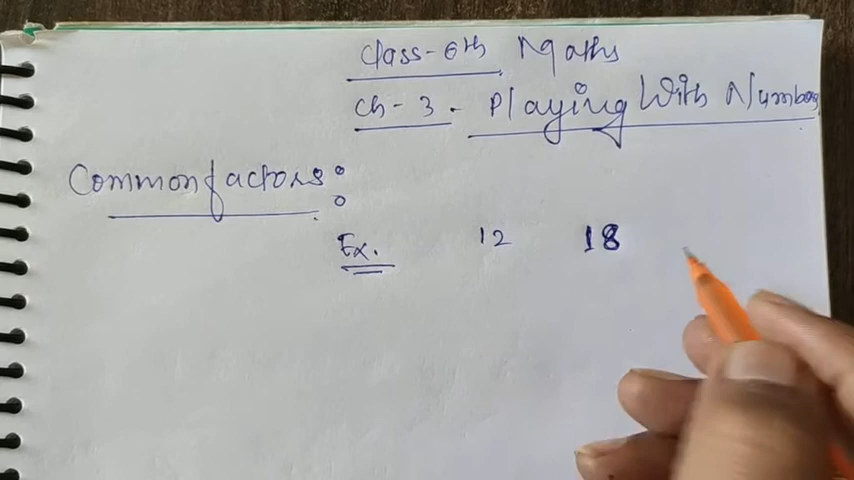 Class-6th Maths
Ch-3. Playing With Numbers
Common factors:
Ex. 12 18